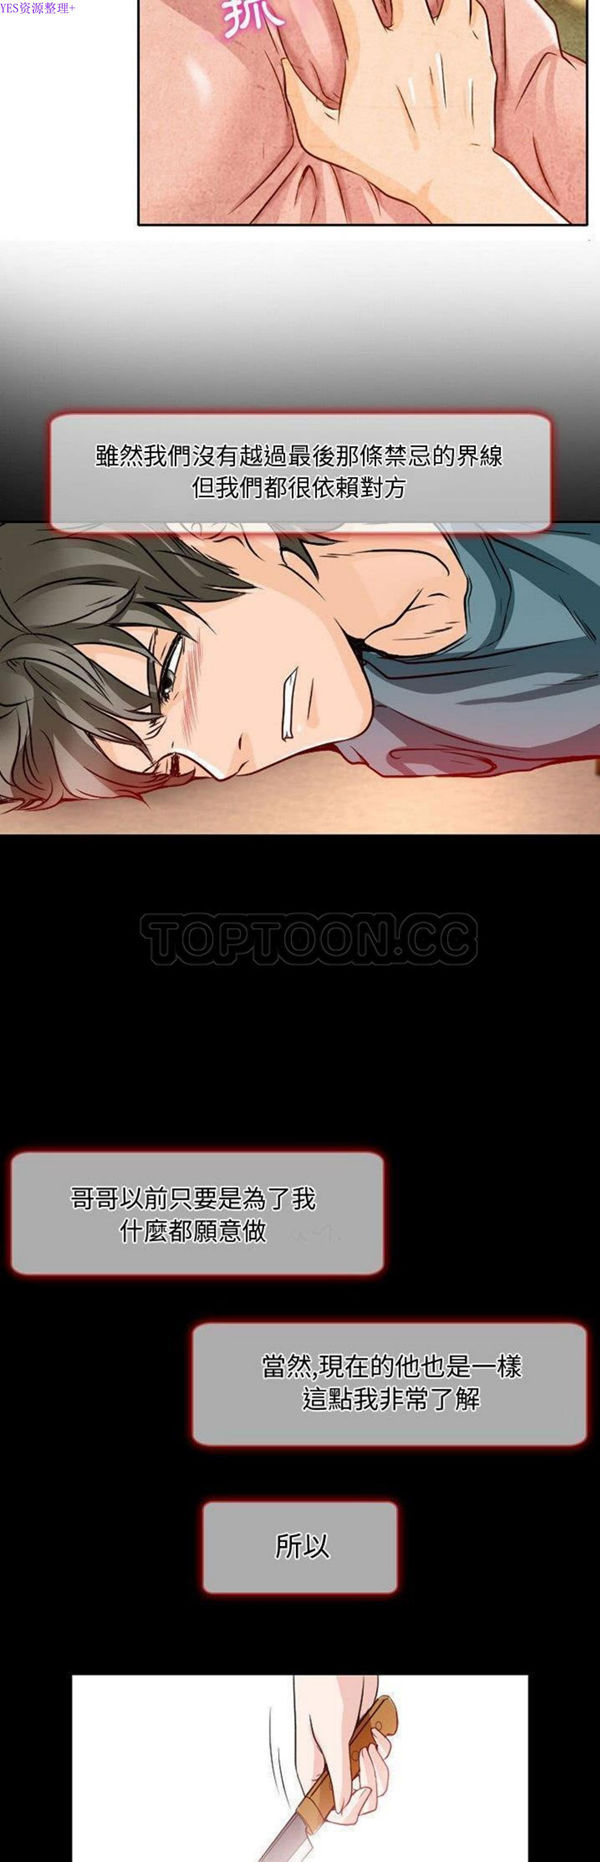 YES资源整理+
抓
雖然我們沒有越過最後那條禁忌的界線
但我們都很依賴對方
TOPTOON.CC
哥哥以前只要是為了我
什麼都願意做
當然,現在的他也是一樣
這點我非常了解
所以